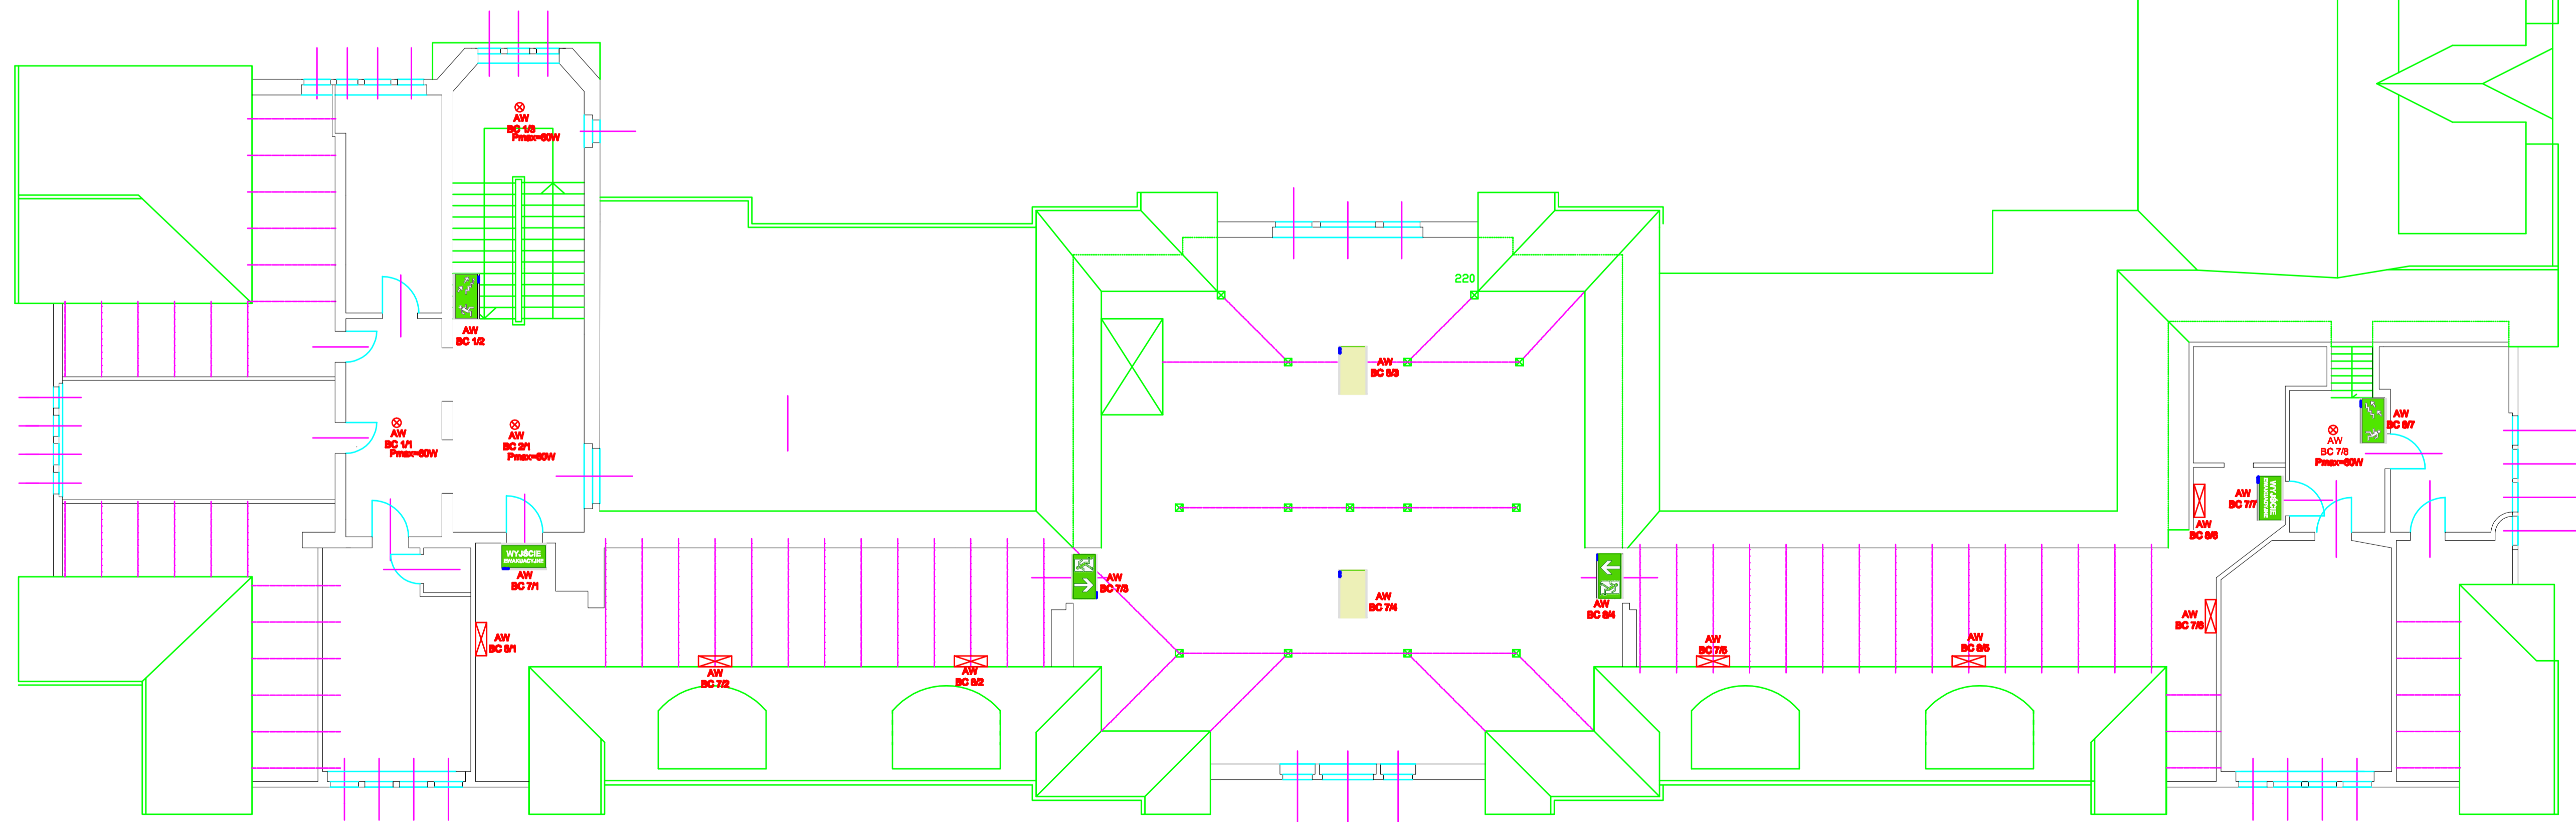 AW
BC 1/3
Pmax=60W
220
AW
BC 1/2
AW
BC 8/3
AW
BC 1/1
Pmax=60W
AW
BC 2/1
Pmax=60W
AW
BC 8/7
AW
BC 7/8
Pmax=60W
AW
BC 7/7
WYJŚCIE
EWAKUACYJNE
AW
BC 8/6
WYJŚCIE
EWAKUACYJNE
AW
BC 7/1
AW
BC 7/3
AW
BC 7/4
AW
BC 8/4
AW
BC 7/6
AW
BC 8/1
AW
BC 7/2
AW
BC 8/2
AW
BC 7/5
AW
BC 8/5